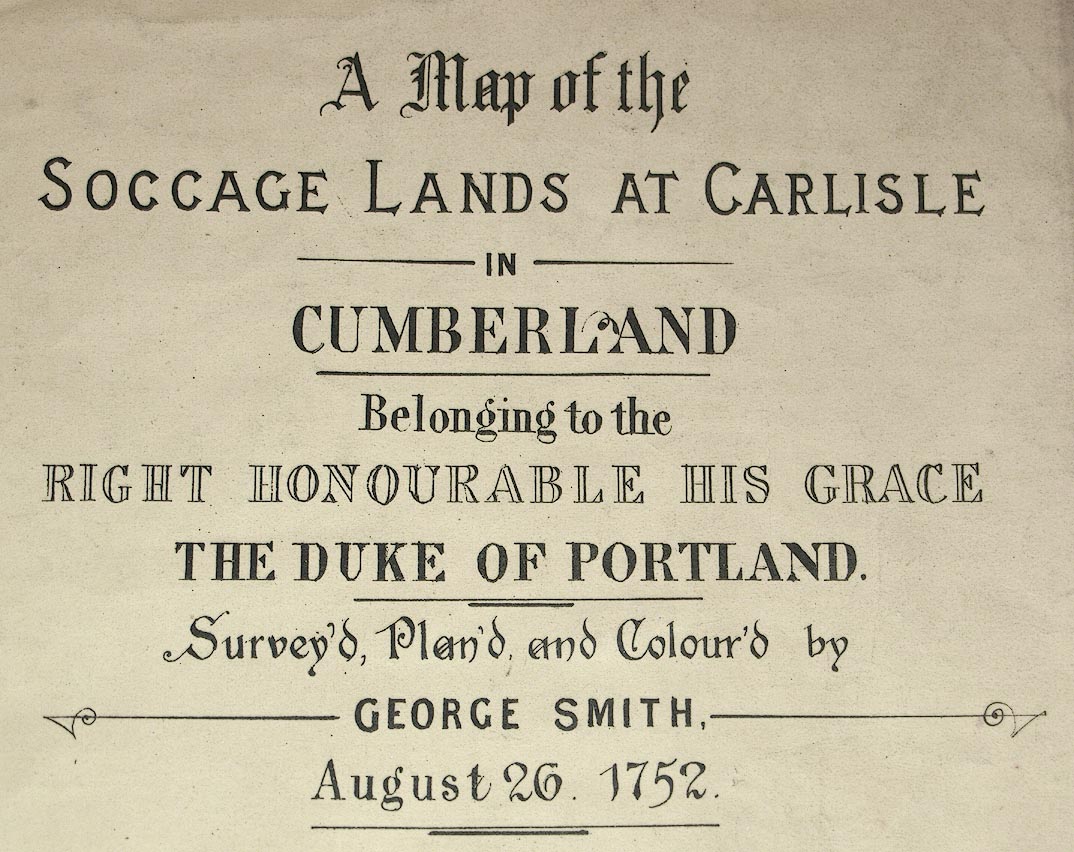 A Map of the
SOCCAGE LANDS AT CARLISLE
IN
CUMBERLAND
Belonging to the
RIGHT HONOURABLE HIS GRACE
THE DUKE OF PORTLAND.
Survey'd, Plan'd, and Colour'd by
GEORGE SMITH,
August 26. 1752.